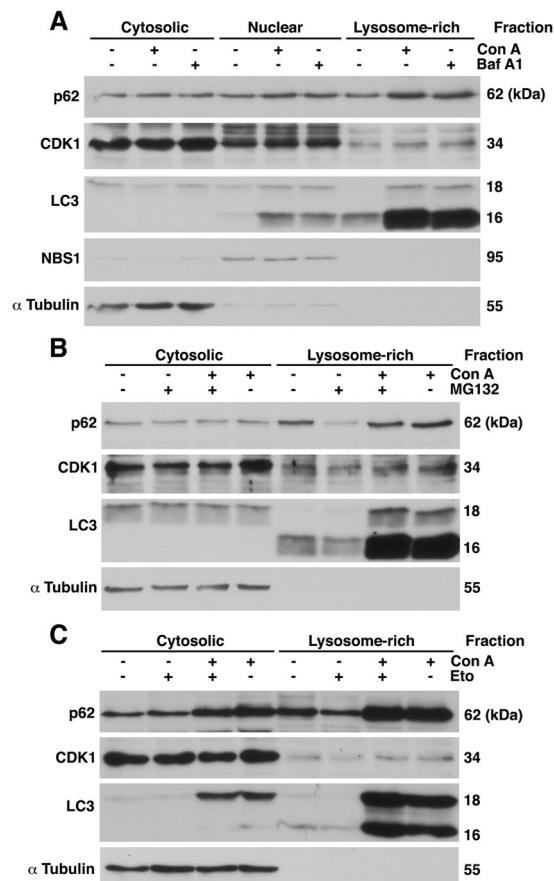 A
Cytosolic Nuclear Lysosome-rich Fraction
- + - - + - - + - Con A
- - + - - + - - + Baf A1
p62 62 (kDa)
CDK1 34
LC3 18
16
NBS1 95
α Tubulin 55
B
Cytosolic Lysosome-rich Fraction
- - + + - - + + Con A
- + + - - + + - MG132
p62 62 (kDa)
CDK1 34
LC3 18
16
α Tubulin 55
C
Cytosolic Lysosome-rich Fraction
- - + + - - + + Con A
- + + - - + + - Eto
p62 62 (kDa)
CDK1 34
LC3 18
16
α Tubulin 55